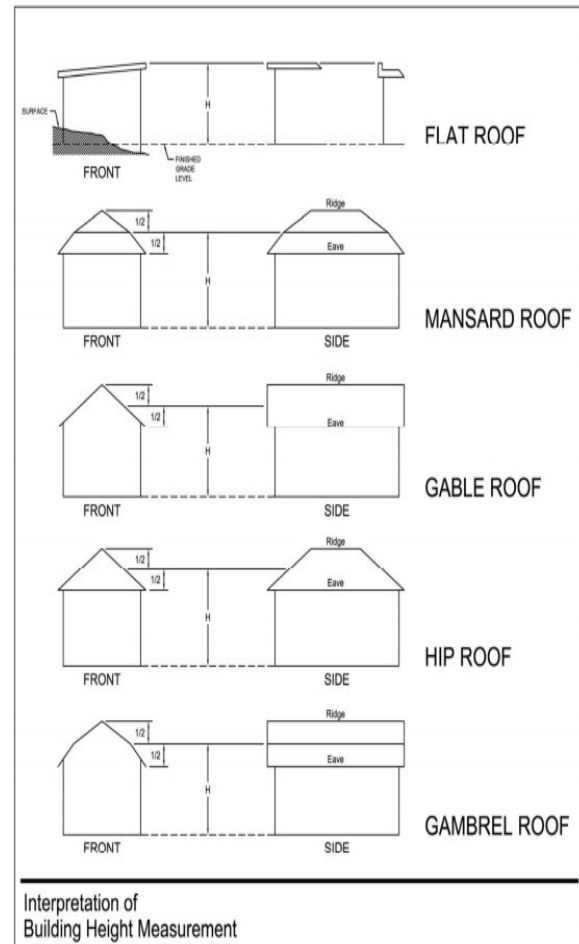 SURFACE
H
FINISHED
GRADE
LEVEL
FRONT
FLAT ROOF
Ridge
1/2
1/2
Eave
H
FRONT
SIDE
MANSARD ROOF
Ridge
1/2
1/2
Eave
H
FRONT
SIDE
GABLE ROOF
Ridge
1/2
1/2
Eave
H
FRONT
SIDE
HIP ROOF
Ridge
1/2
1/2
Eave
H
FRONT
SIDE
GAMBREL ROOF
Interpretation of
Building Height Measurement